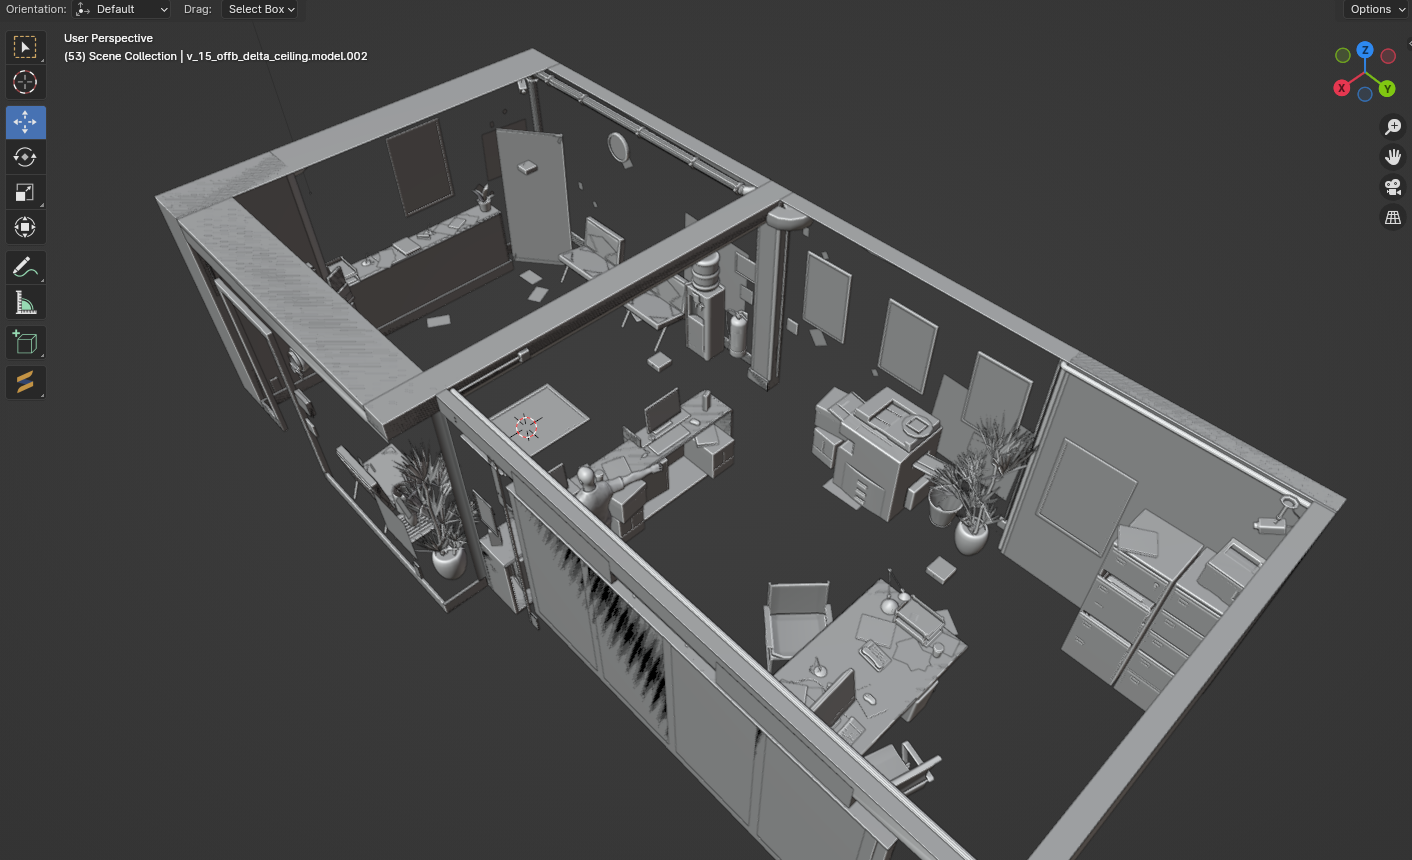 Orientation: Default Drag: Select Box Options
User Perspective
(53) Scene Collection | v_15_offb_delta_ceiling.model.002
Z
X
Y